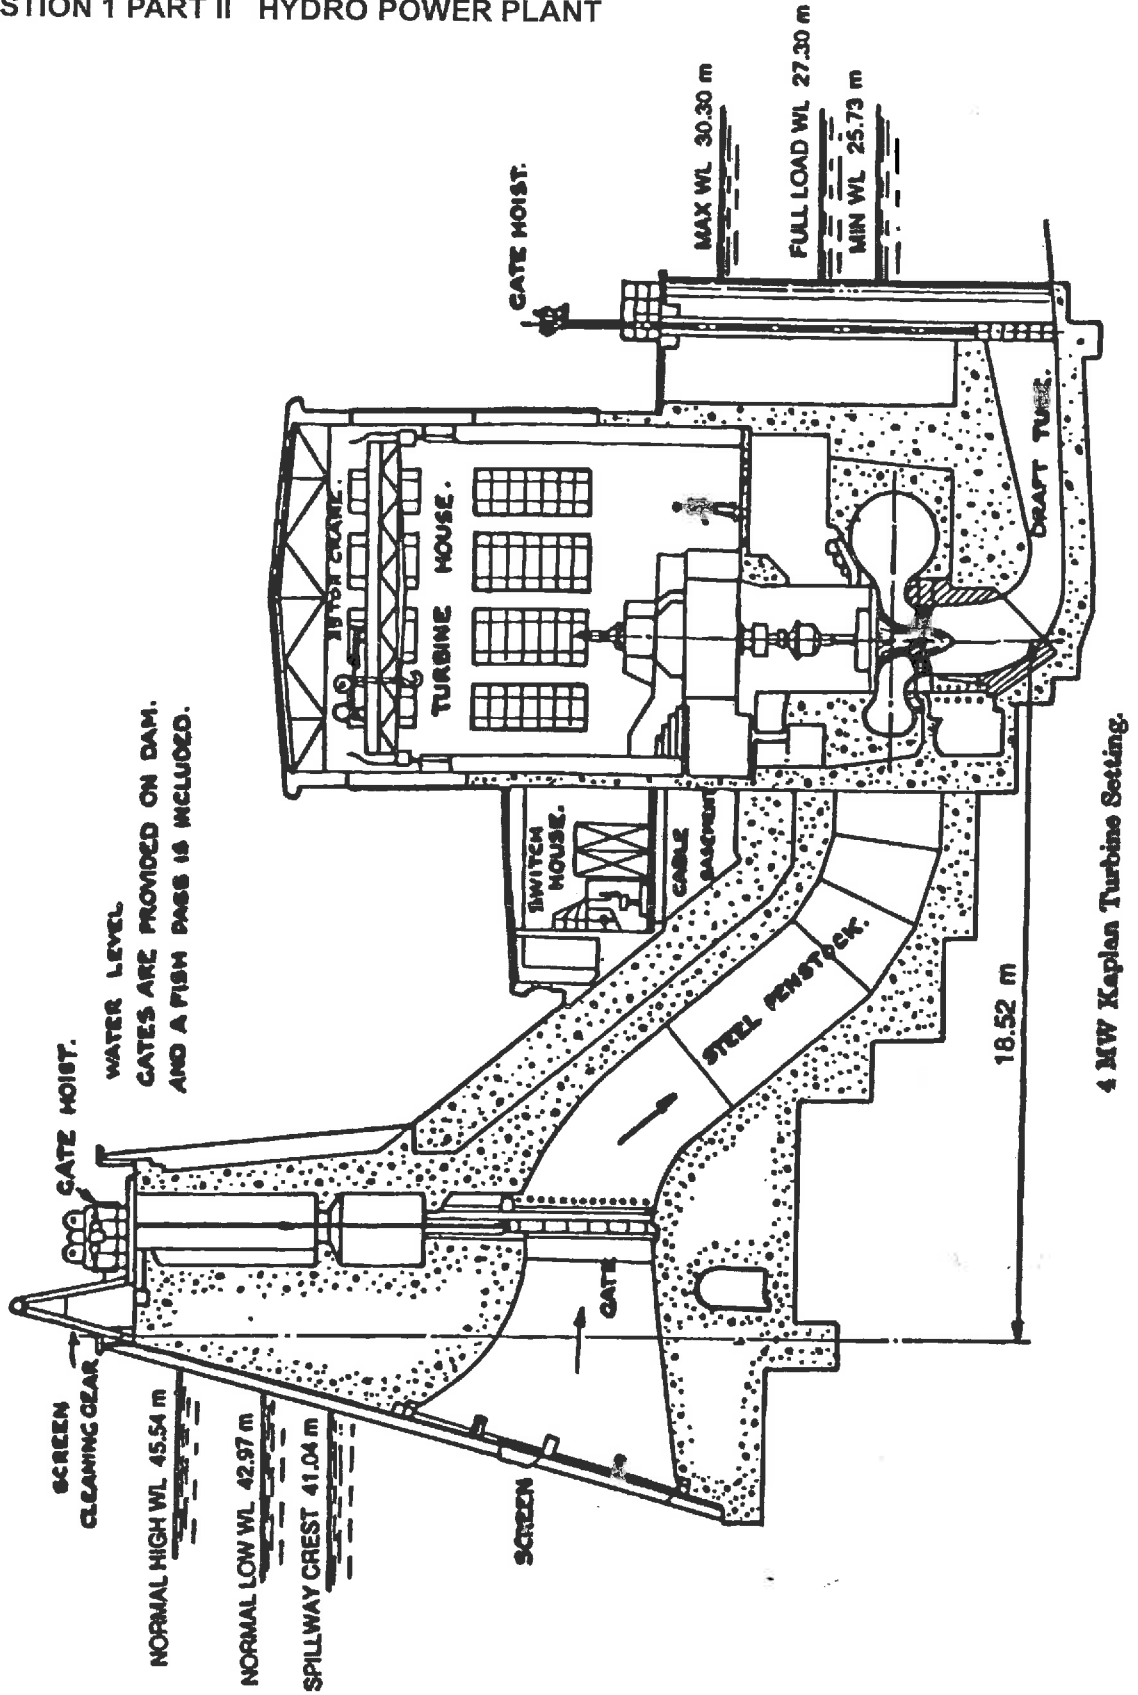 STION 1 PART II HYDRO POWER PLANT
SCREEN
CLEANING GEAR
GATE HOIST.
WATER LEVEL
GATES ARE PROVIDED ON DAM.
AND A FISH PASS IS INCLUDED.
NORMAL HIGH WL 45.54 m
NORMAL LOW WL 42.97 m
SPILLWAY CREST 41.04 m
SCREEN
GATE
STEEL PENSTOCK.
HOUSE.
CABLE
BASEMENT
CRANE.
TURBINE HOUSE.
GATE HOIST.
MAX WL 30.30 m
FULL LOAD WL 27.30 m
MIN WL 25.73 m
DRAFT TUBE.
18.52 m
4 MW Kaplan Turbine Setting.